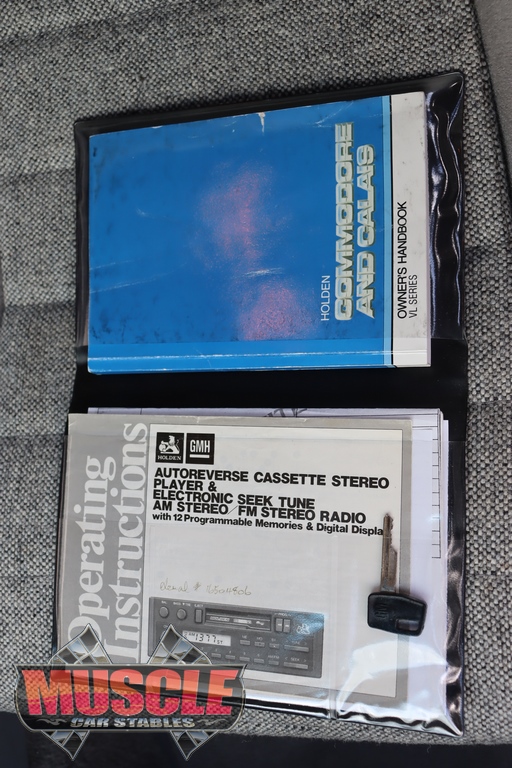 HOLDEN
COMMODORE
AND CALAIS
OWNER'S HANDBOOK
VL SERIES
Operating
Instructions
HOLDEN
GMH
AUTOREVERSE CASSETTE STEREO
PLAYER &
ELECTRONIC SEEK TUNE
AM STEREO/FM STEREO RADIO
with 12 Programmable Memories & Digital Displa
1377
MUSCLE
CAR STABLES